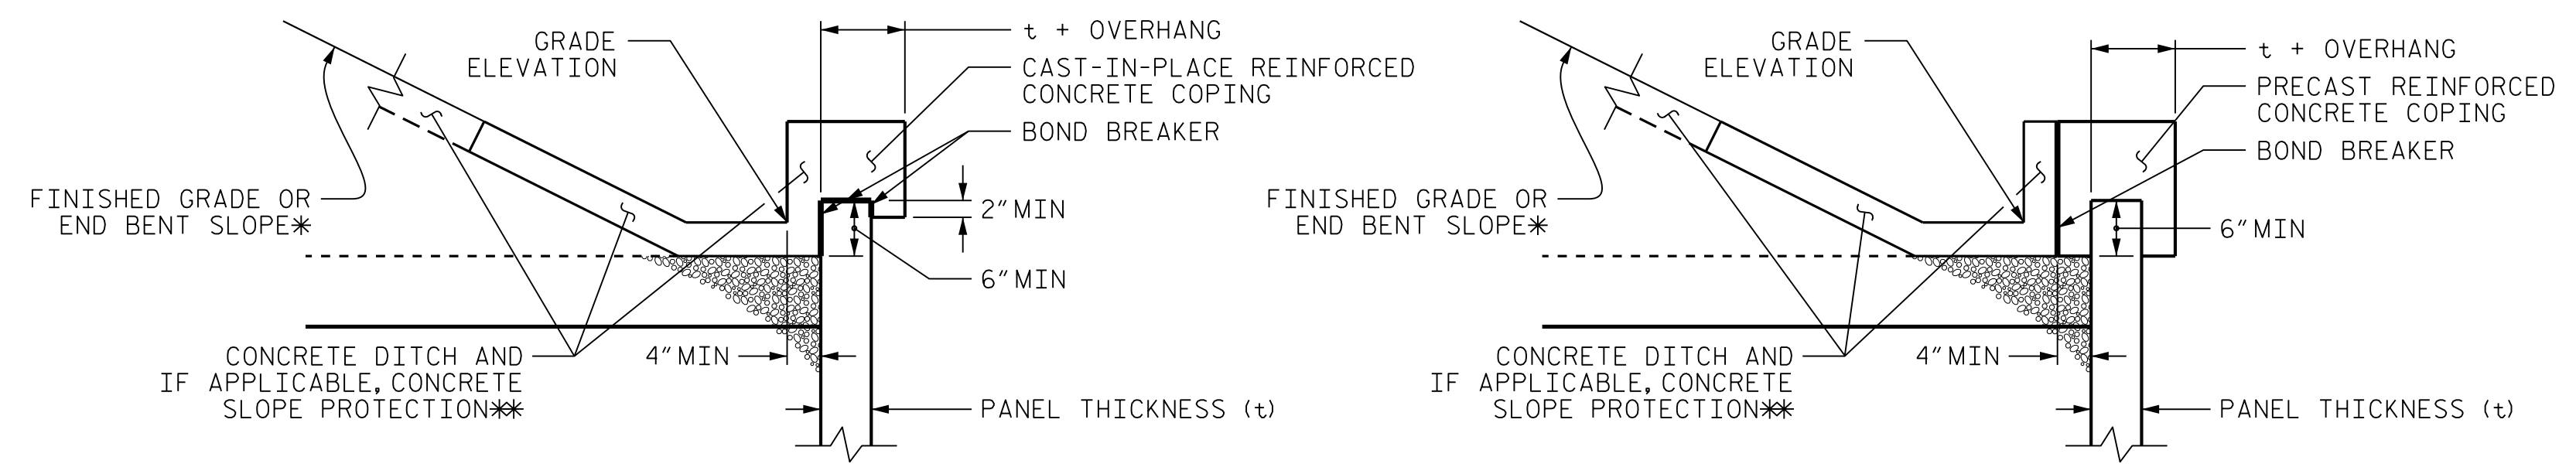 GRADE
ELEVATION
t + OVERHANG
CAST-IN-PLACE REINFORCED
CONCRETE COPING
BOND BREAKER
2" MIN
6" MIN
FINISHED GRADE OR
END BENT SLOPE*
CONCRETE DITCH AND
IF APPLICABLE, CONCRETE
SLOPE PROTECTION**
4" MIN
PANEL THICKNESS (t)
GRADE
ELEVATION
t + OVERHANG
PRECAST REINFORCED
CONCRETE COPING
BOND BREAKER
6" MIN
FINISHED GRADE OR
END BENT SLOPE*
CONCRETE DITCH AND
IF APPLICABLE, CONCRETE
SLOPE PROTECTION**
4" MIN
PANEL THICKNESS (t)